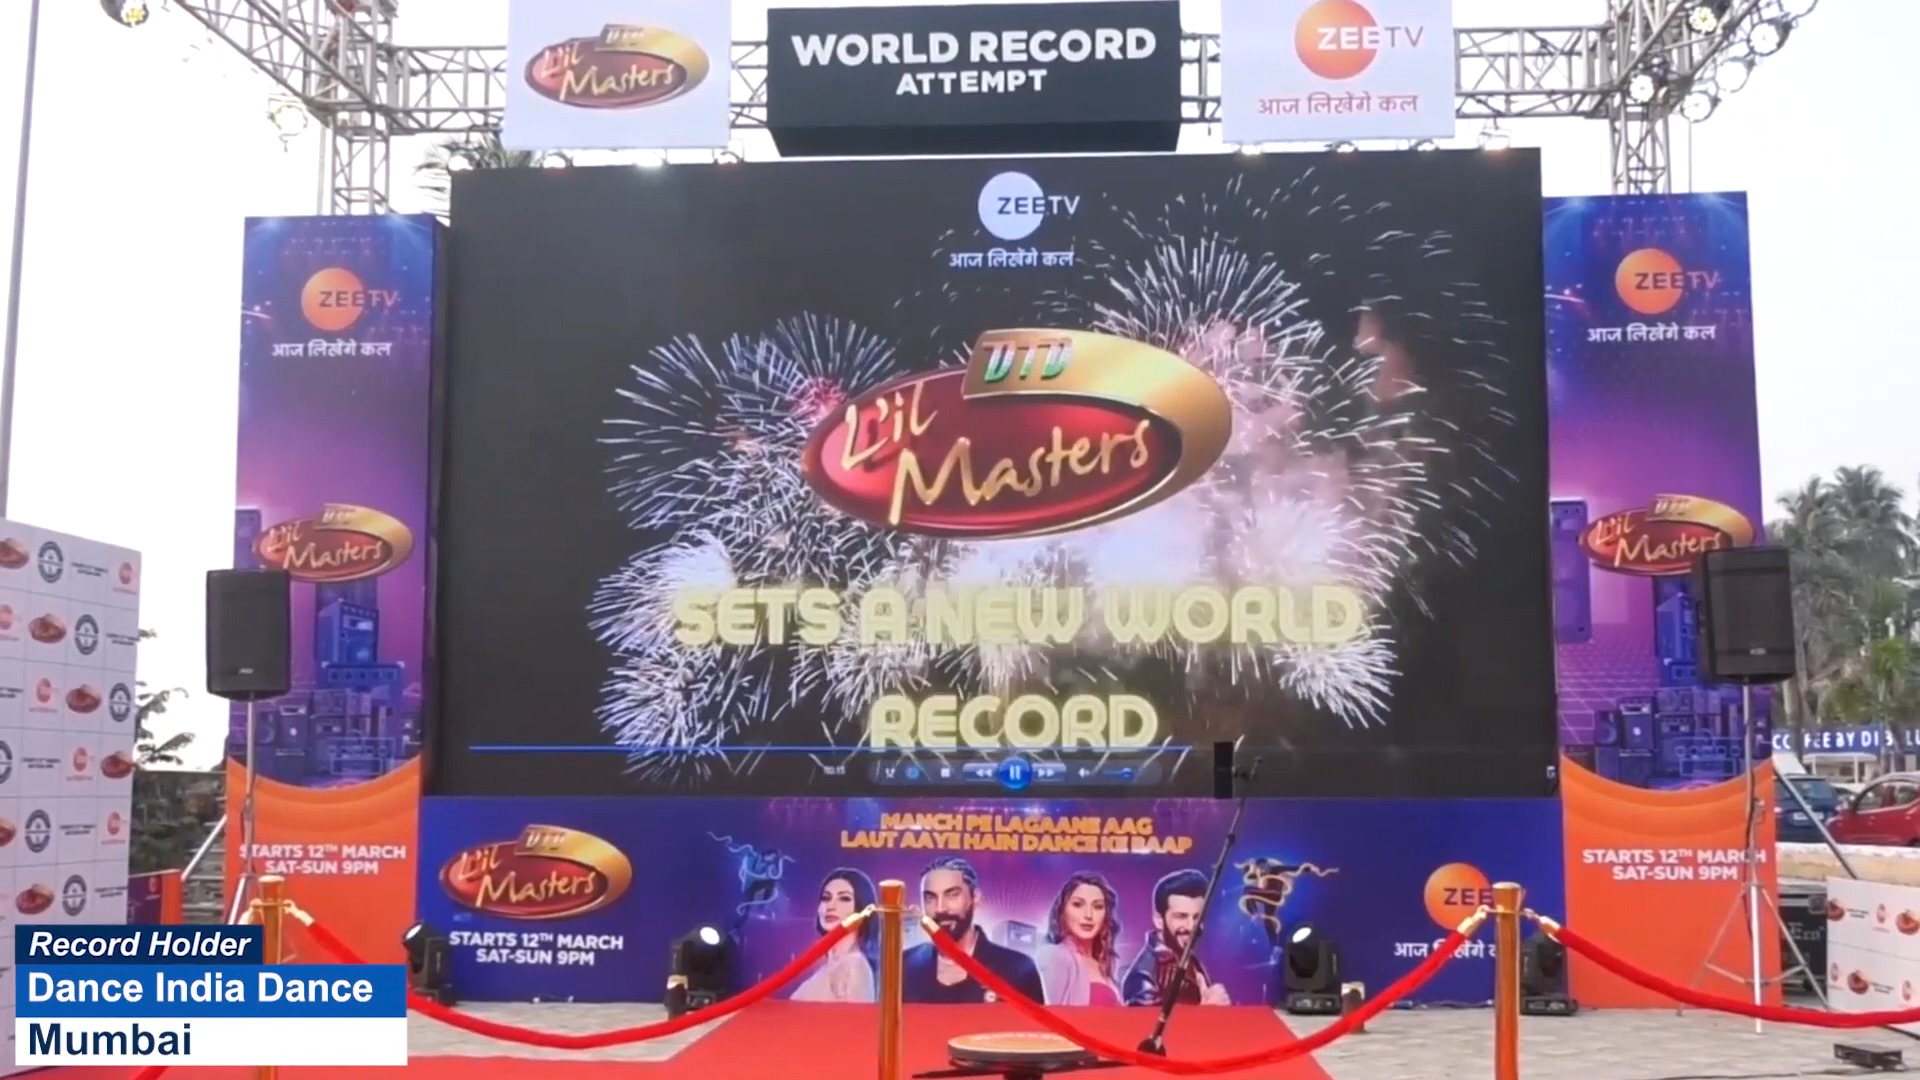 DID
L'il
Masters
WORLD RECORD
ATTEMPT
ZEE TV
आज लिखेंगे कल
ZEE TV
आज लिखेंगे कल
DID
L'il
Masters
SETS A NEW WORLD
RECORD
ZEE TV
आज लिखेंगे कल
DID
L'il
Masters
STARTS 12TH MARCH
SAT-SUN 9PM
ZEE TV
आज लिखेंगे कल
DID
L'il
Masters
STARTS 12TH MARCH
SAT-SUN 9PM
DID
L'il
Masters
STARTS 12TH MARCH
SAT-SUN 9PM
MANCH PE LAGAANE AAG
LAUT AAYE HAIN DANCE KE BAAP
ZEE
आज
Record Holder
Dance India Dance
Mumbai